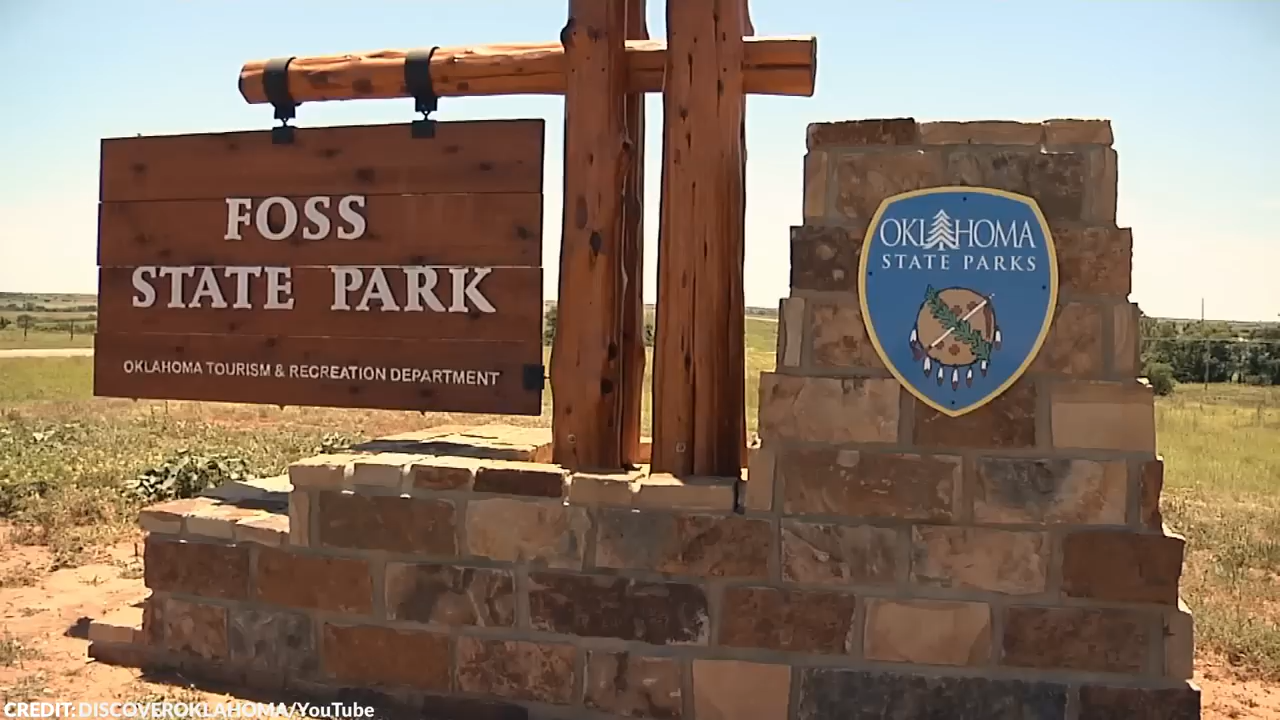 FOSS
STATE PARK
OKLAHOMA TOURISM & RECREATION DEPARTMENT
OKLAHOMA
STATE PARKS
CREDIT: DISCOVEROKLAHOMA/YouTube